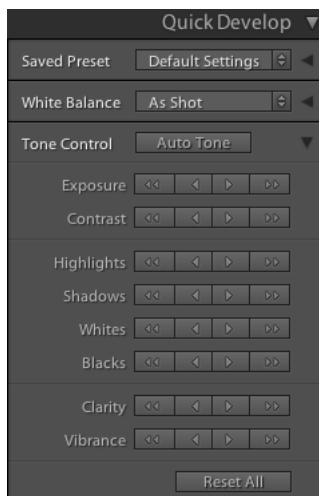 Quick Develop
Saved Preset Default Settings
White Balance As Shot
Tone Control Auto Tone
Exposure
Contrast
Highlights
Shadows
Whites
Blacks
Clarity
Vibrance
Reset All